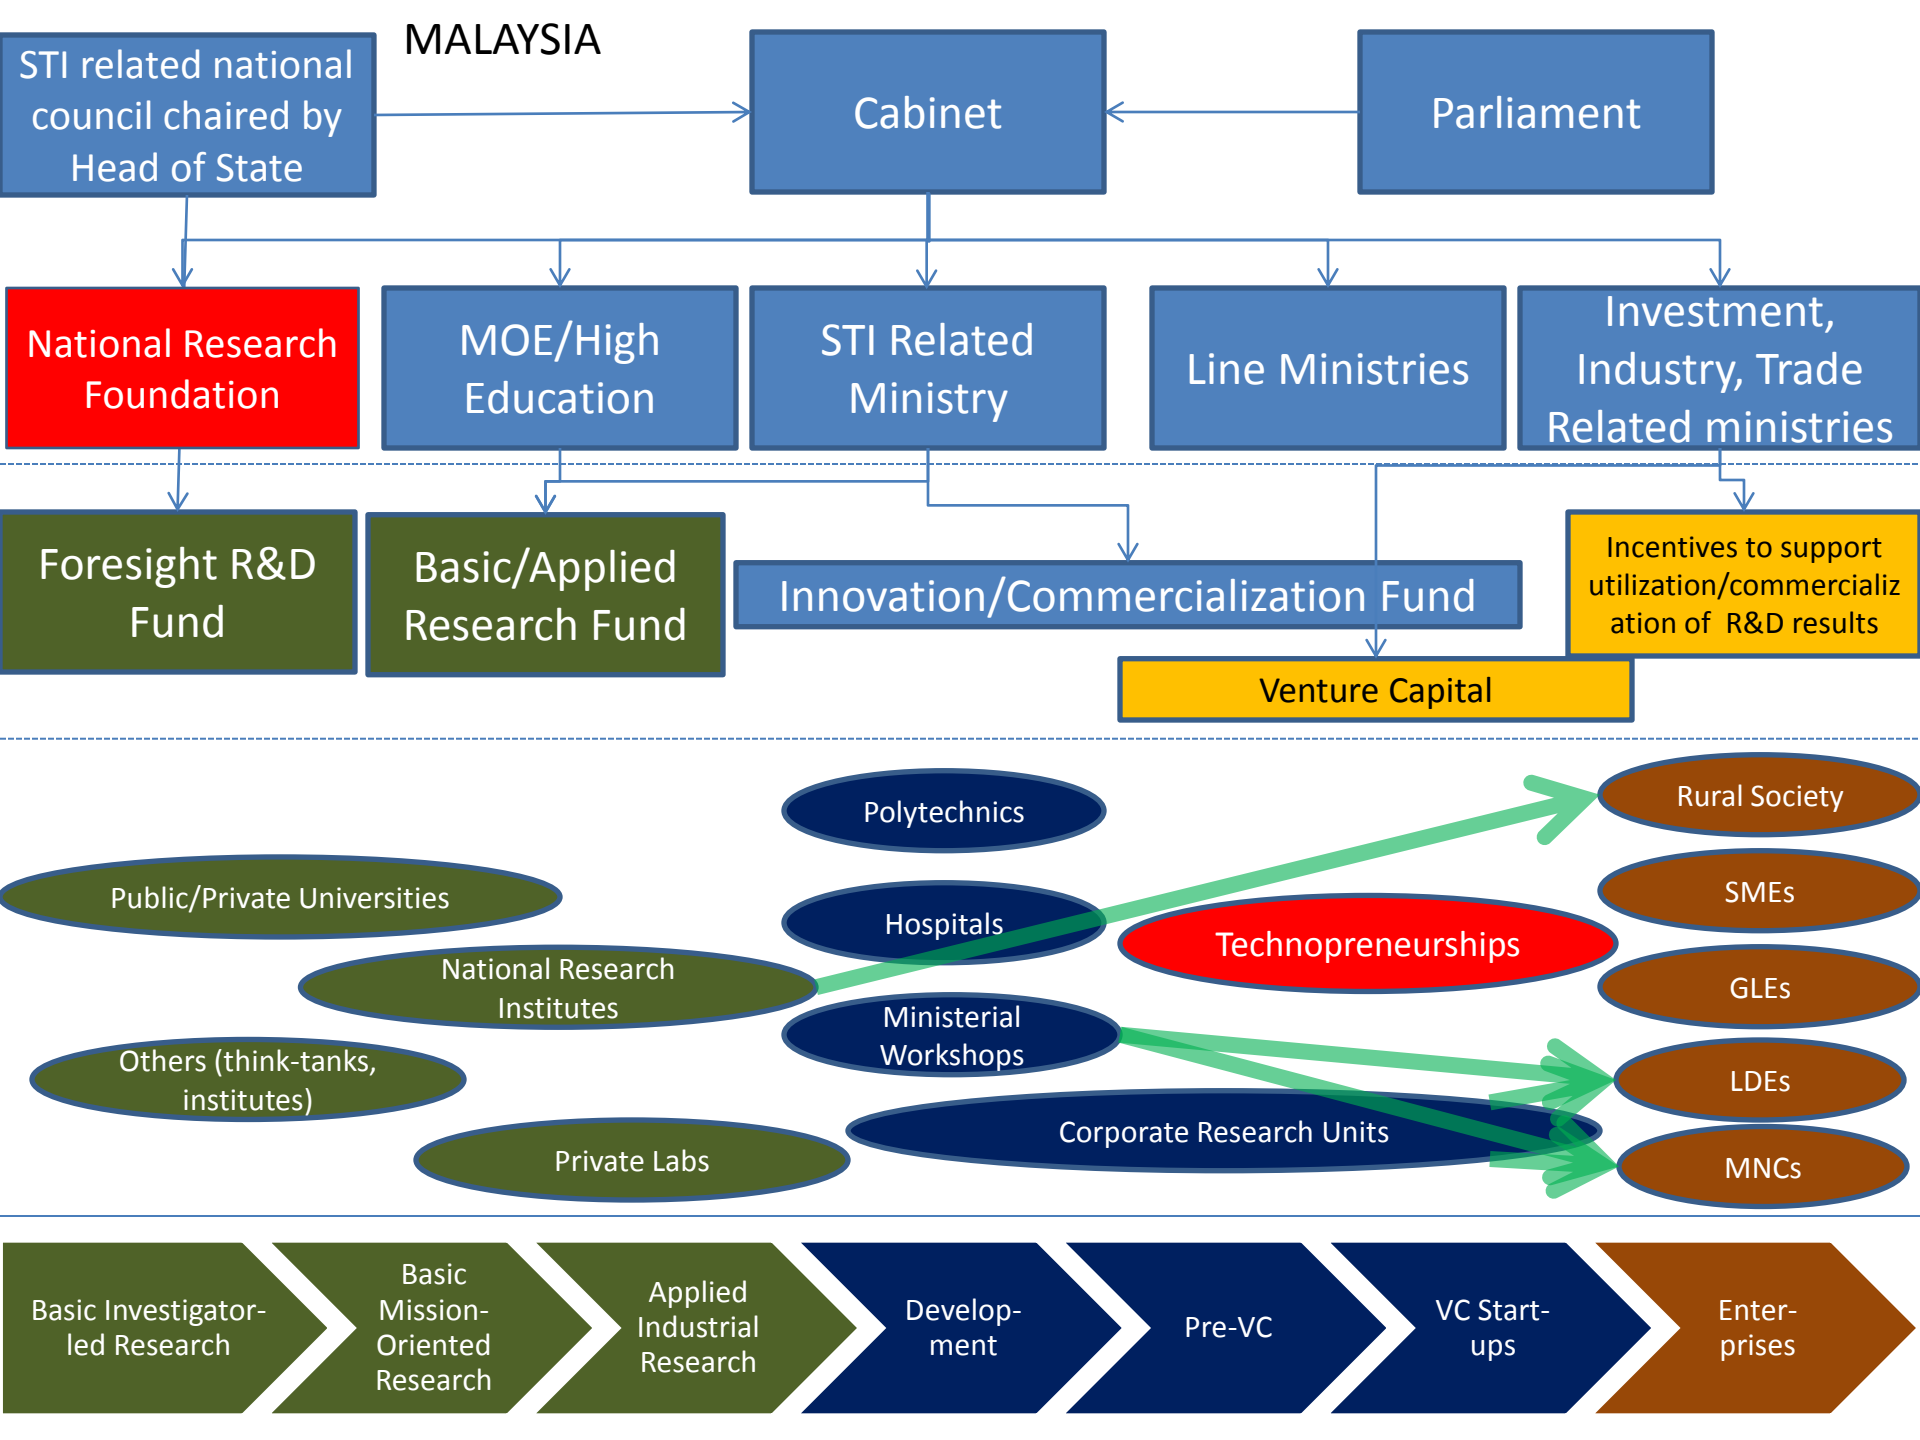 MALAYSIA
STI related national
council chaired by
Head of State
Cabinet
Parliament
National Research
Foundation
MOE/High
Education
STI Related
Ministry
Line Ministries
Investment,
Industry, Trade
Related ministries
Foresight R&D
Fund
Basic/Applied
Research Fund
Innovation/Commercialization Fund
Incentives to support
utilization/commercializ
ation of R&D results
Venture Capital
Polytechnics
Rural Society
Public/Private Universities
SMEs
Hospitals
Technopreneurships
National Research
Institutes
GLEs
Ministerial
Workshops
Others (think-tanks,
institutes)
LDEs
Corporate Research Units
Private Labs
MNCs
Basic Investigator-
led Research
Basic
Mission-
Oriented
Research
Applied
Industrial
Research
Develop-
ment
Pre-VC
VC Start-
ups
Enter-
prises